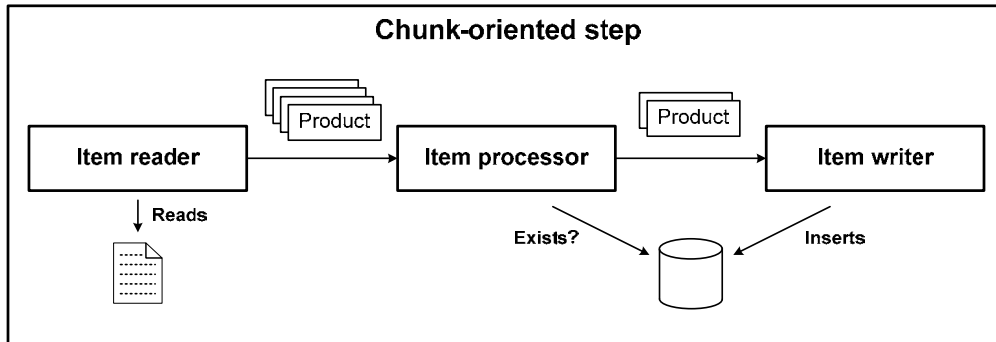 Chunk-oriented step
Product
Product
Item reader
Item processor
Item writer
Reads
Exists?
Inserts